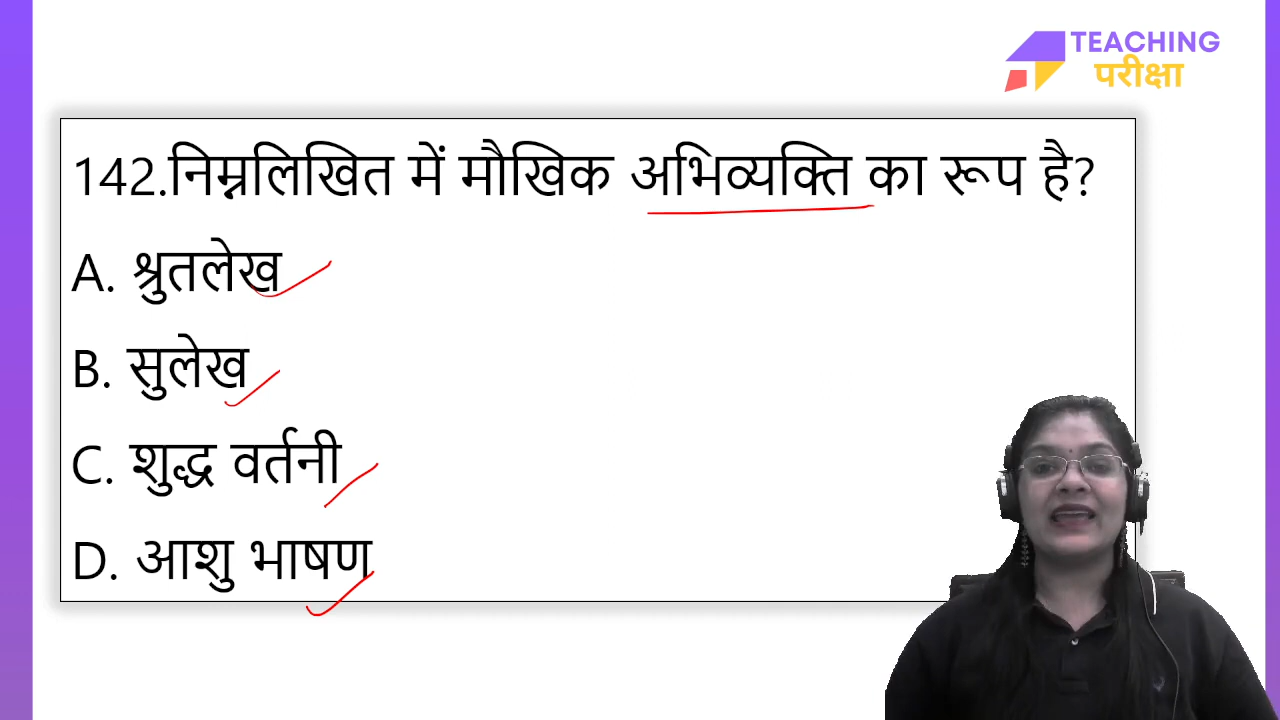 TEACHING
परीक्षा
142.निम्नलिखित में मौखिक अभिव्यक्ति का रूप है?
A. श्रुतलेख
B. सुलेख
C. शुद्ध वर्तनी
D. आशु भाषण